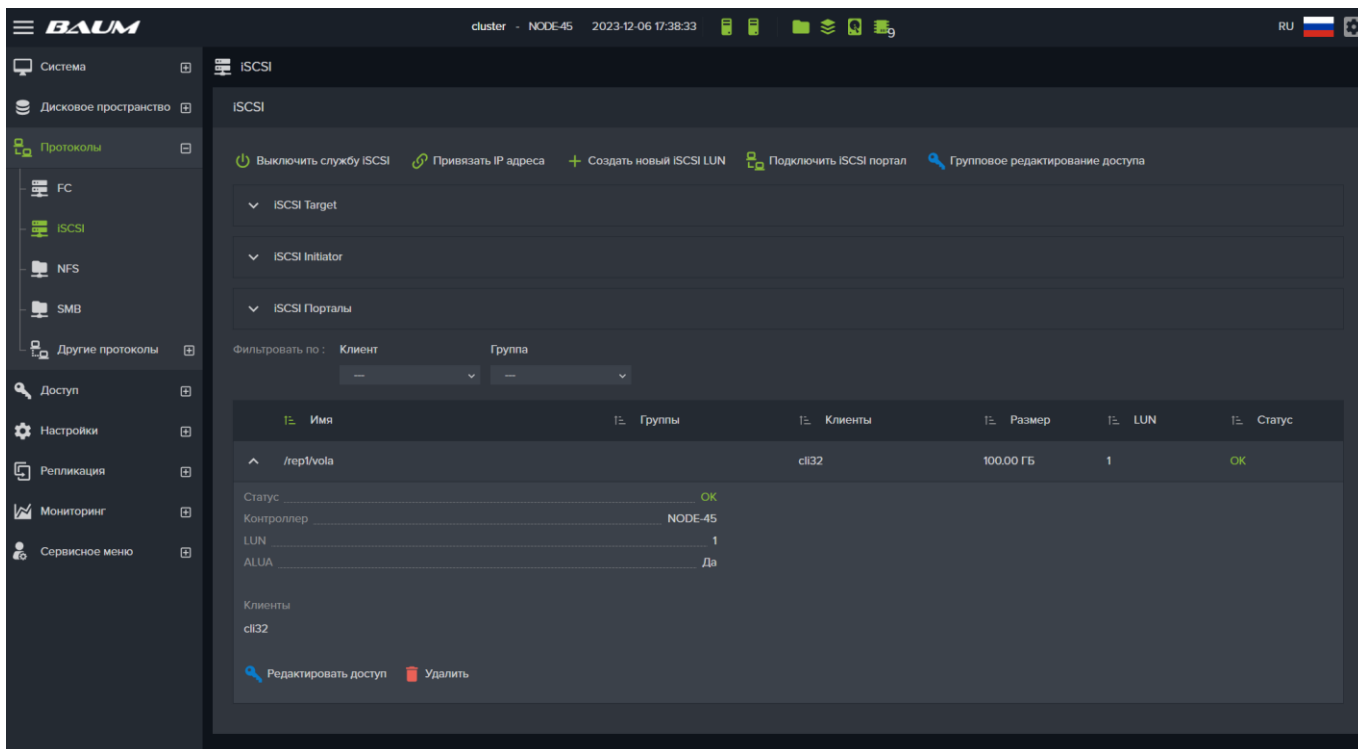 BAUM
cluster - NODE-45 2023-12-06 17:38:33 9 RU
Система
Дисковое пространство
Протоколы
FC
iSCSI
NFS
SMB
Другие протоколы
Доступ
Настройки
Репликация
Мониторинг
Сервисное меню
iSCSI
iSCSI
Выключить службу iSCSI Привязать IP адреса Создать новый iSCSI LUN Подключить iSCSI портал Групповое редактирование доступа
iSCSI Target
iSCSI Initiator
iSCSI Порталы
Фильтровать по : Клиент Группа
--- ---
Имя Группы Клиенты Размер LUN Статус
/rep1/vola cli32 100.00 ГБ 1 OK
Статус OK
Контроллер NODE-45
LUN 1
ALUA Да
Клиенты
cli32
Редактировать доступ Удалить